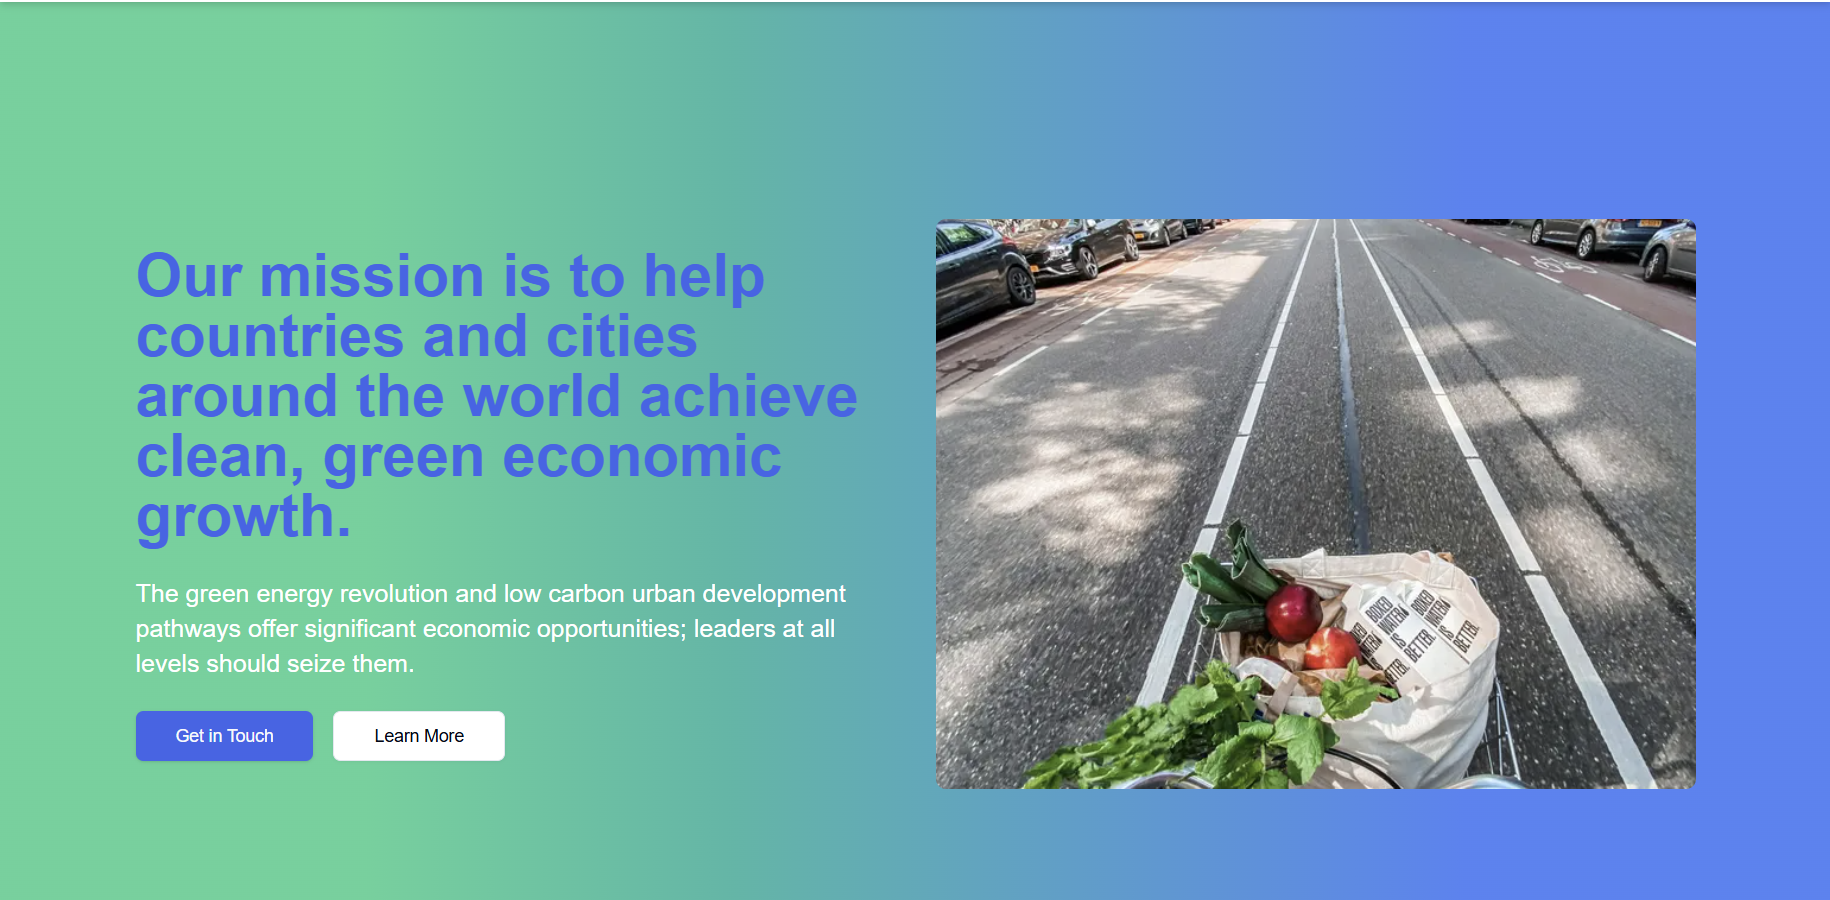 Our mission is to help
countries and cities
around the world achieve
clean, green economic
growth.
The green energy revolution and low carbon urban development
pathways offer significant economic opportunities; leaders at all
levels should seize them.
Get in Touch
Learn More
BOXED
WATER
IS
BETTER.
BOXED
WATER
IS
BETTER.
IS
BETTER.